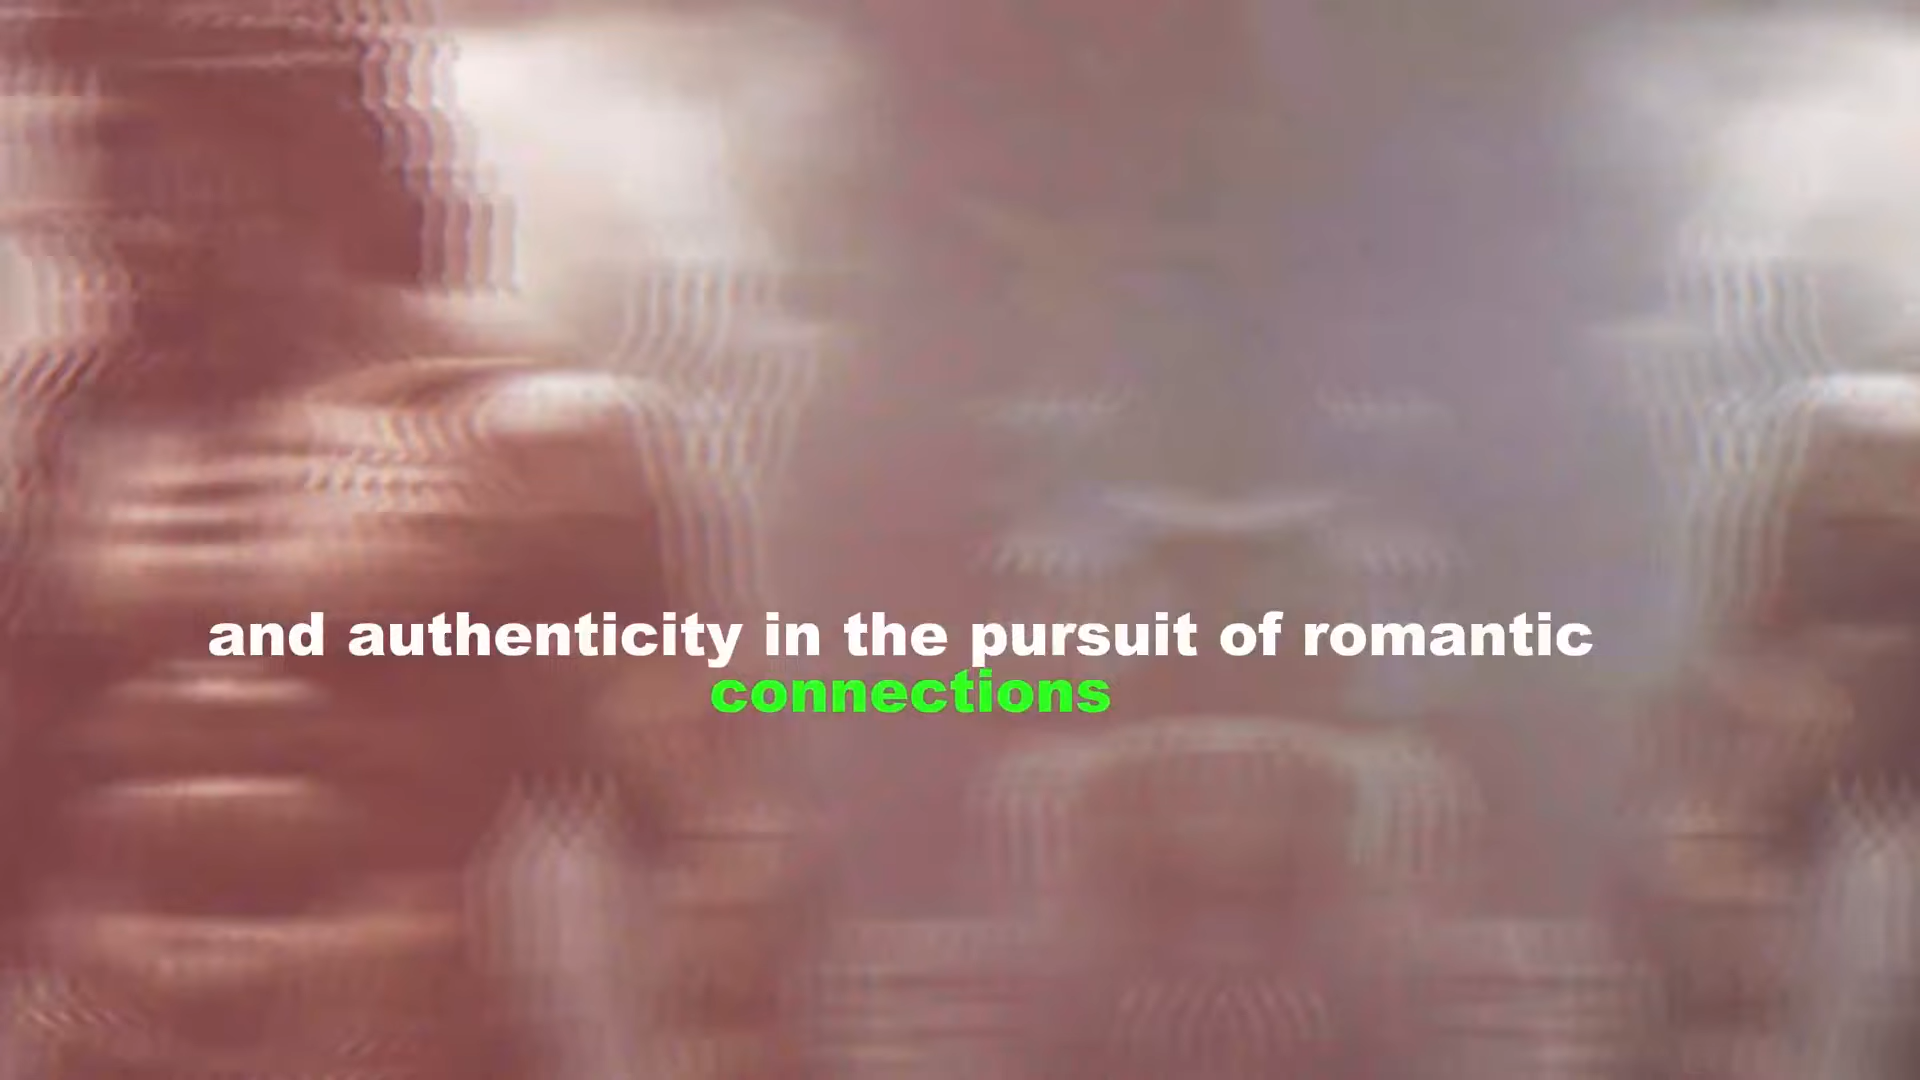 and authenticity in the pursuit of romantic
connections